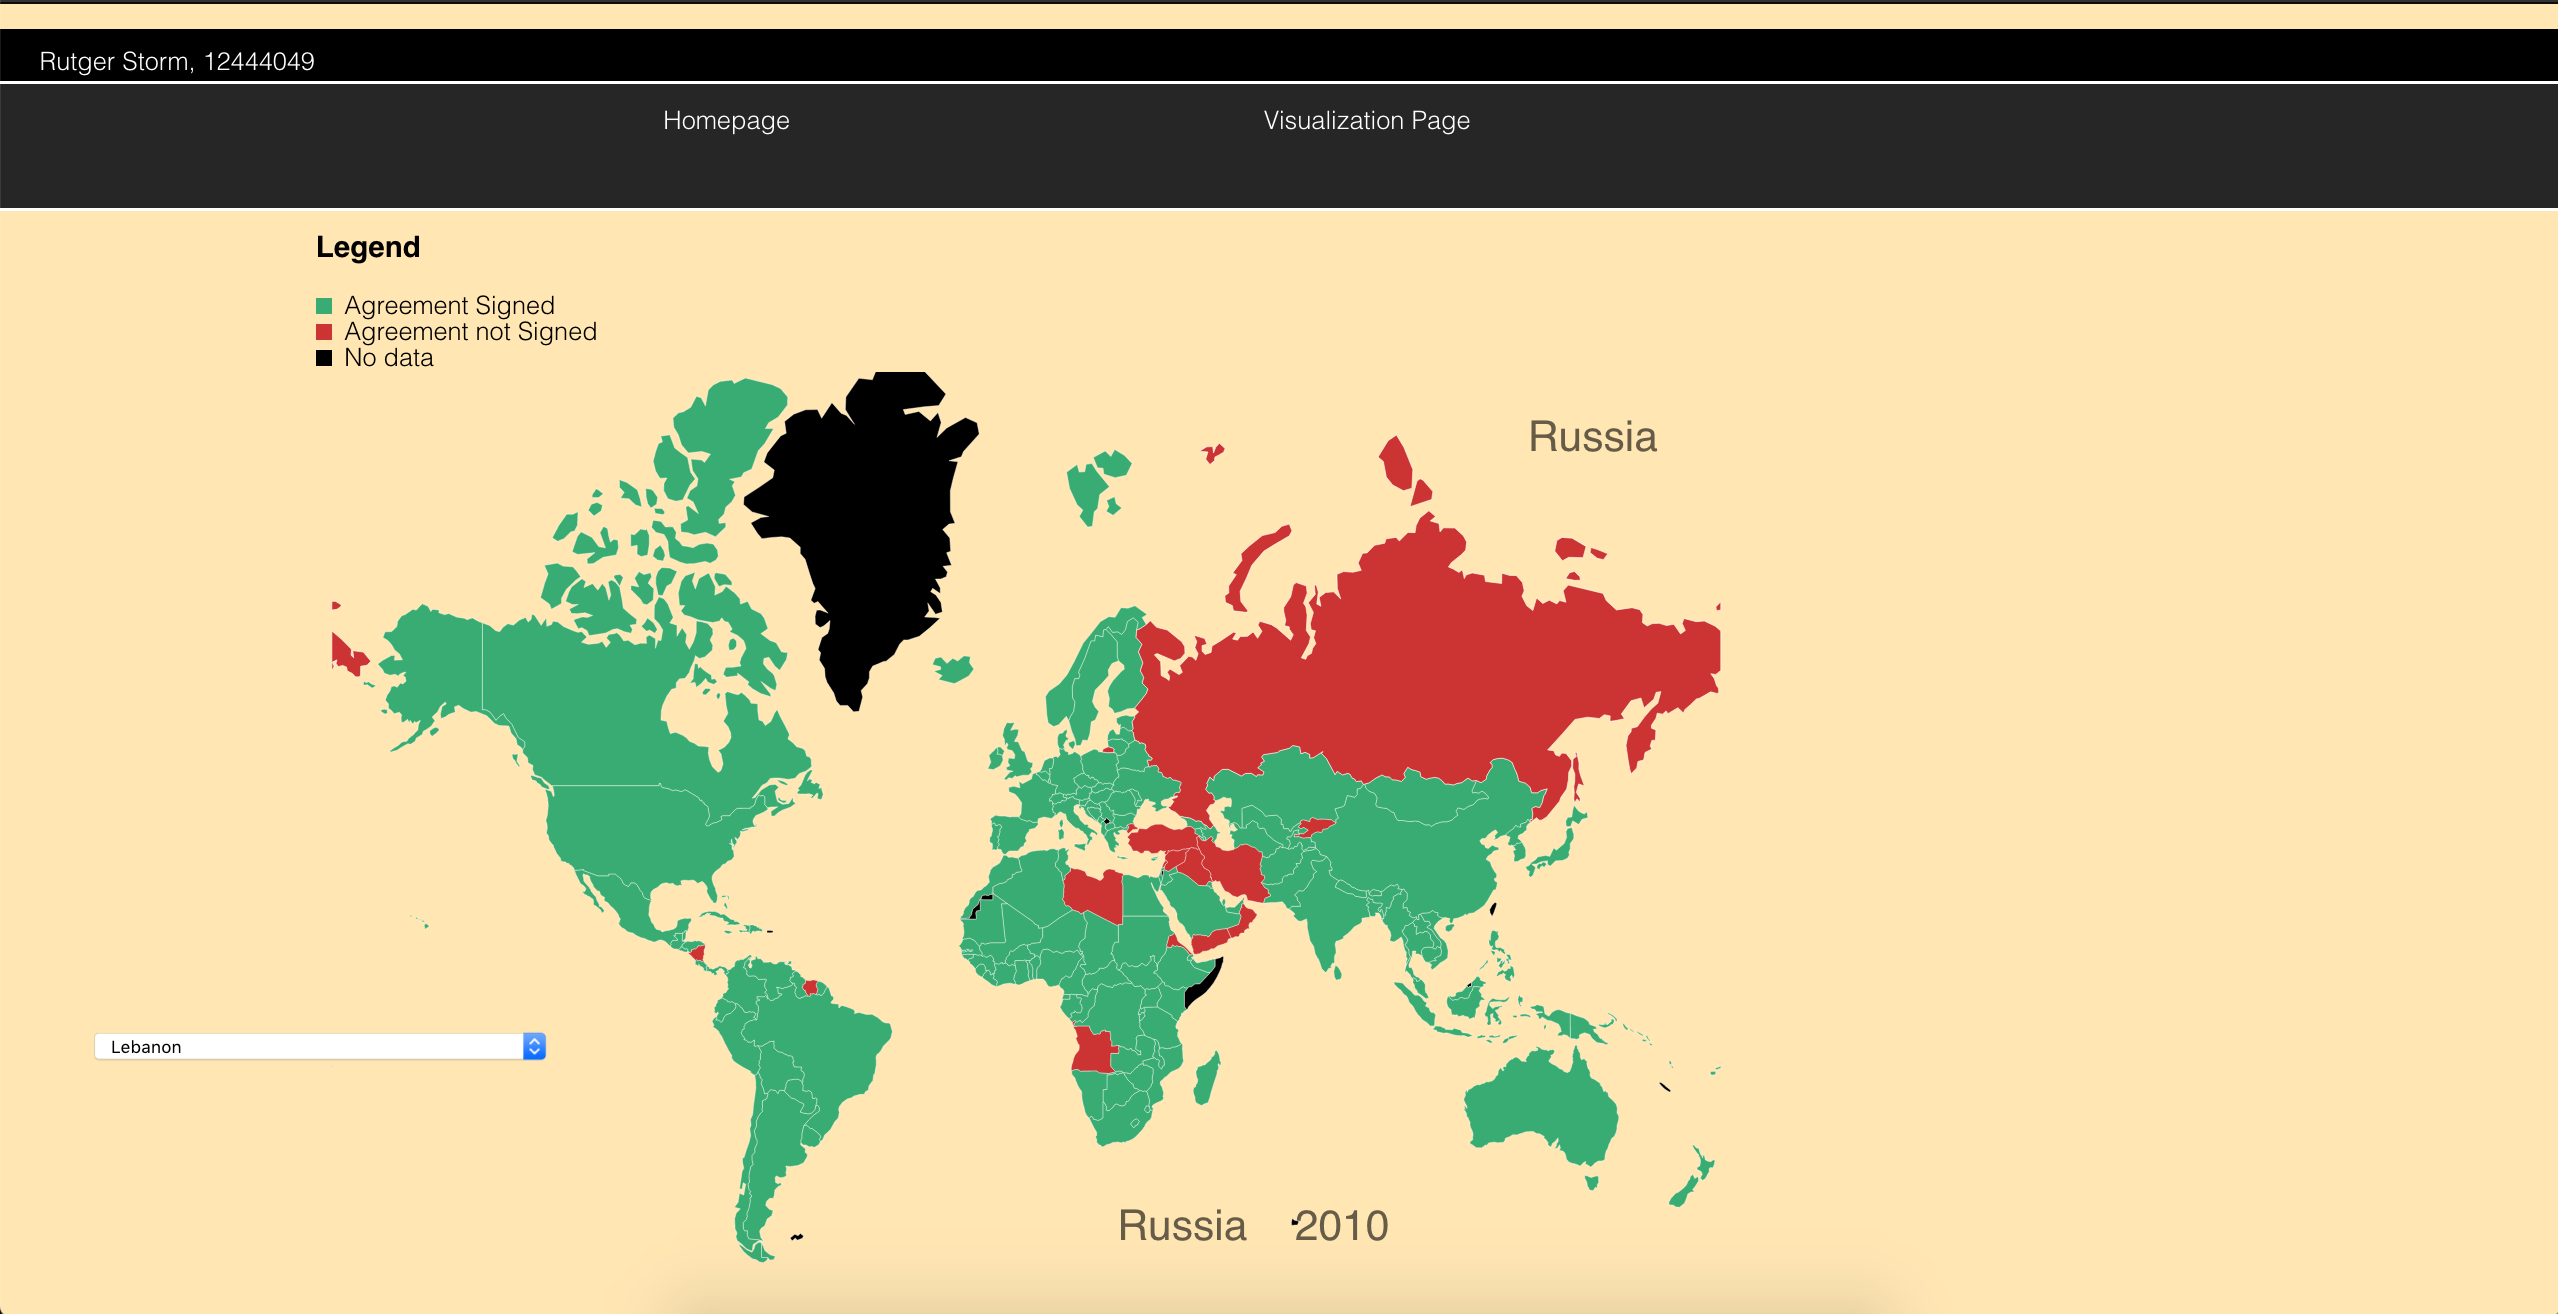 Rutger Storm, 12444049
Homepage
Visualization Page
Legend
Agreement Signed
Agreement not Signed
No data
Russia
Lebanon
Russia
2010